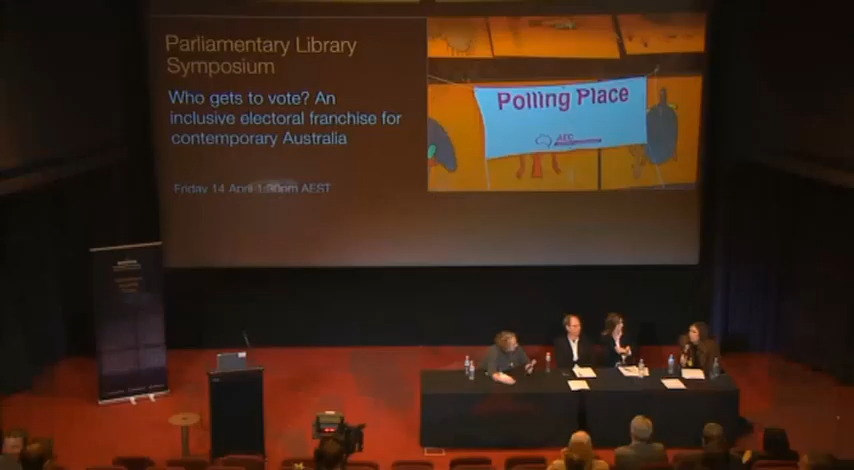 Parliamentary Library
Symposium
Who gets to vote? An
inclusive electoral franchise for
contemporary Australia
Friday 14 April 1:30pm AEST
Polling Place
AEC